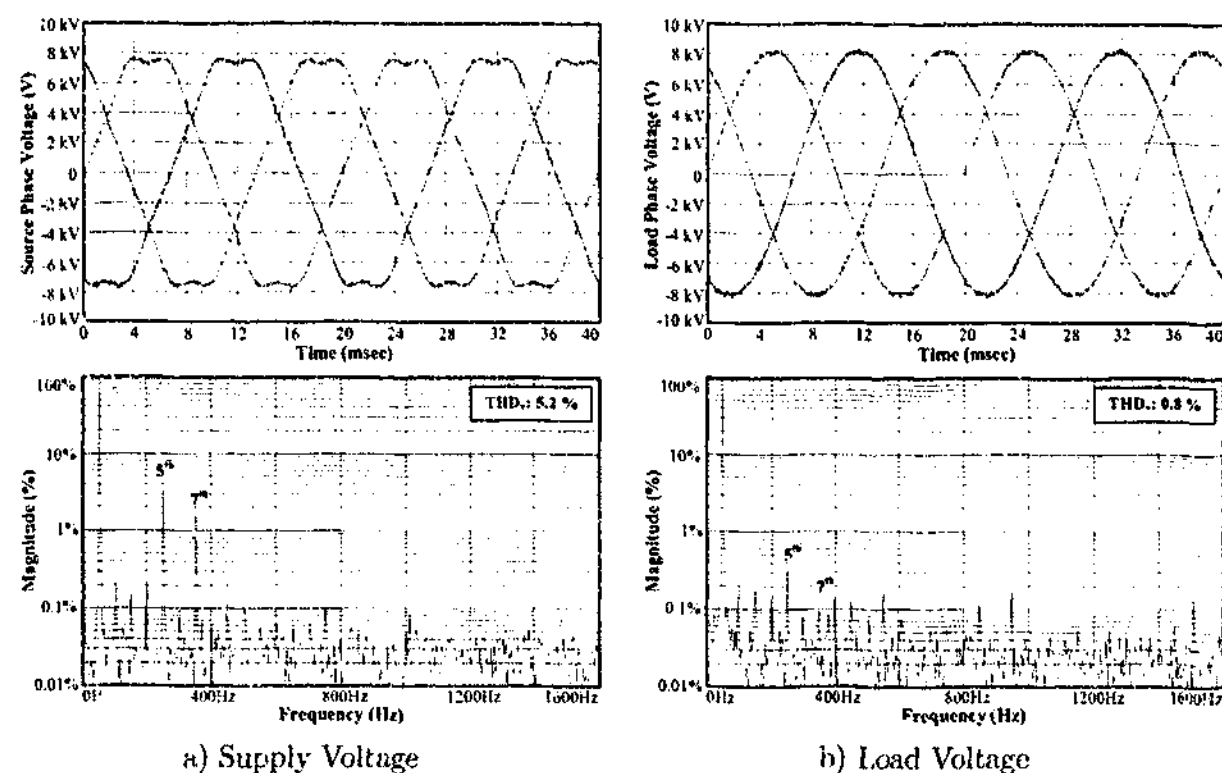 10 kV
8 kV
6 kV
4 kV
2 kV
0
-2 kV
-4 kV
-6 kV
-8 kV
-10 kV
Source Phase Voltage (V)
0 4 8 12 16 20 24 28 32 36 40
Time (msec)
10 kV
8 kV
6 kV
4 kV
2 kV
0
-2 kV
-4 kV
-6 kV
-8 kV
-10 kV
Load Phase Voltage (V)
0 4 8 12 16 20 24 28 32 36 40
Time (msec)
100%
10%
1%
0.1%
0.01%
Magnitude (%)
THD.: 5.2 %
5th
7th
0Hz 400Hz 800Hz 1200Hz 1600Hz
Frequency (Hz)
100%
10%
1%
0.1%
0.01%
Magnitude (%)
THD.: 0.8 %
5th
7th
0Hz 400Hz 800Hz 1200Hz 1600Hz
Frequency (Hz)
a) Supply Voltage
b) Load Voltage